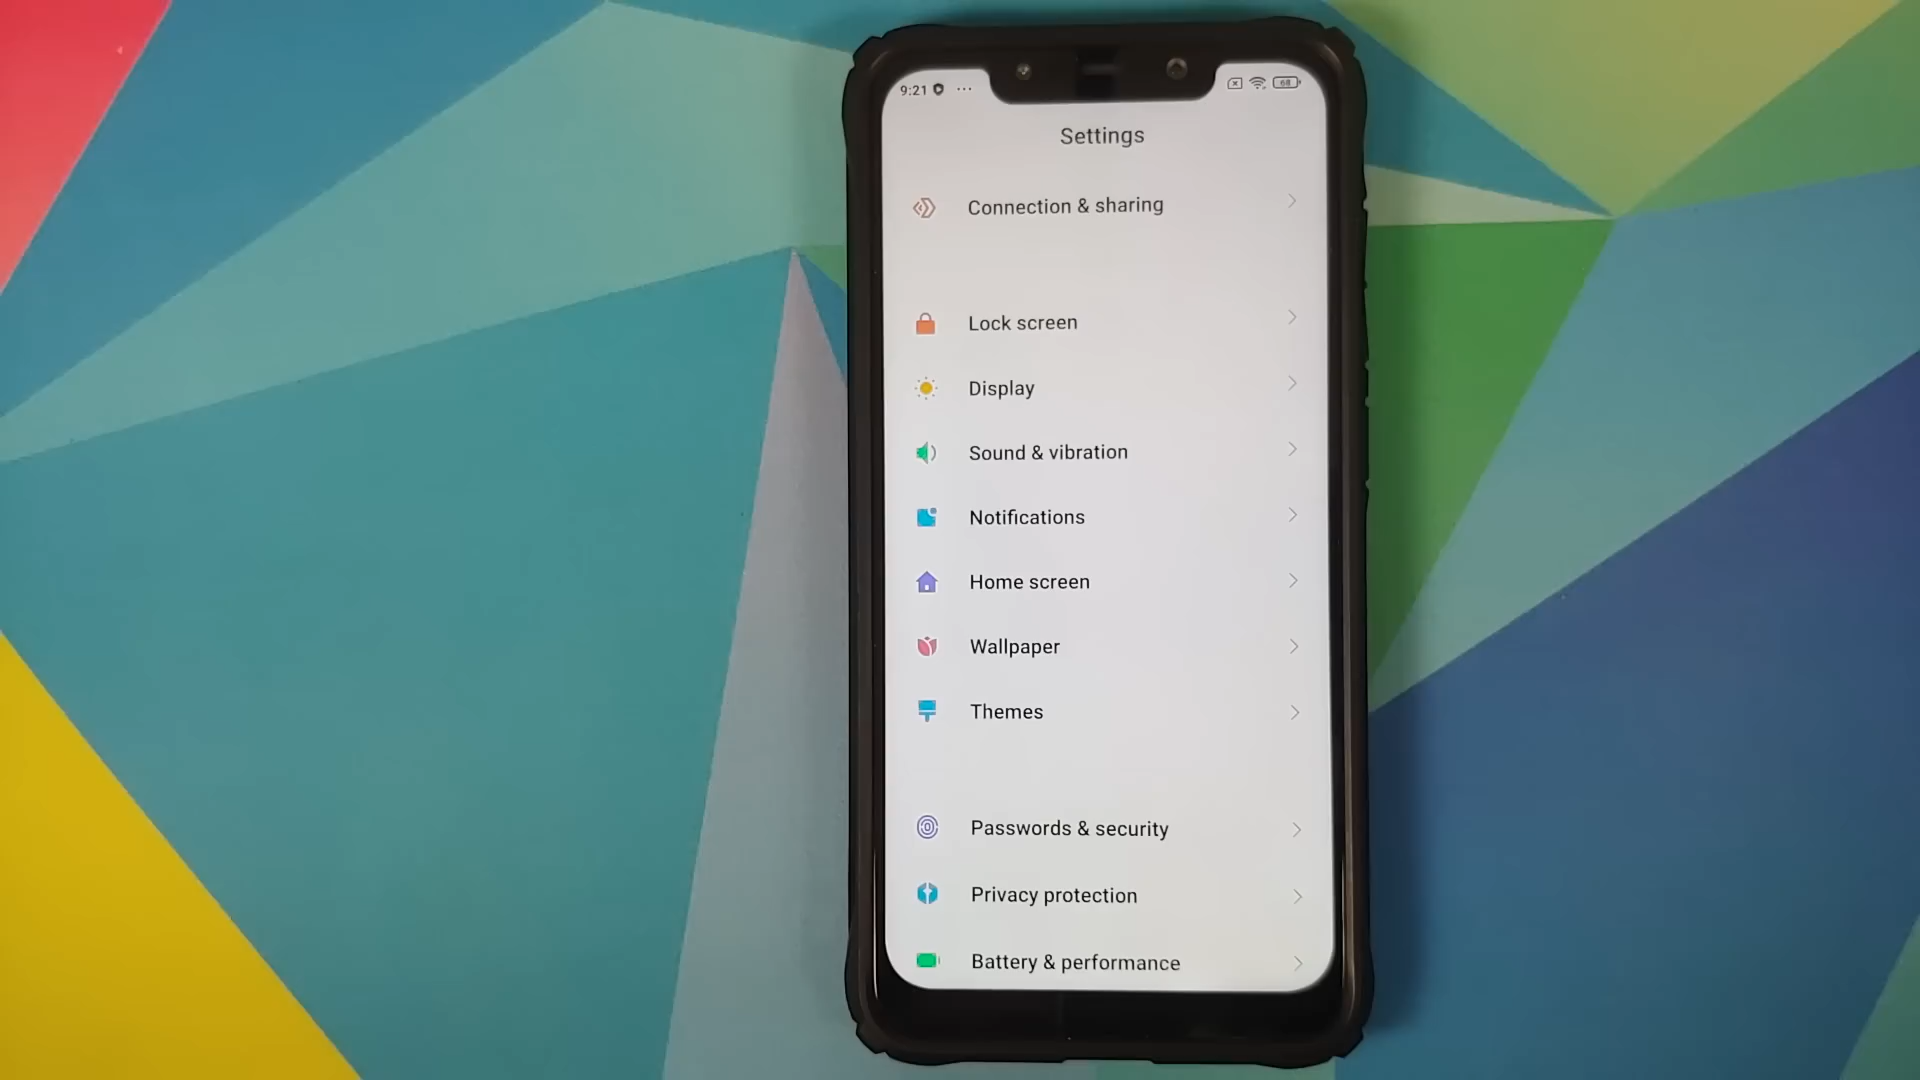 9:21 ... 68
Settings
Connection & sharing
Lock screen
Display
Sound & vibration
Notifications
Home screen
Wallpaper
Themes
Passwords & security
Privacy protection
Battery & performance